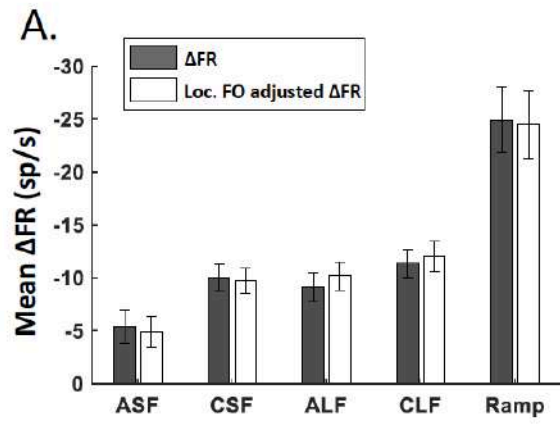 A.
ΔFR
Loc. FO adjusted ΔFR
Mean ΔFR (sp/s)
-30
-25
-20
-15
-10
-5
0
ASF CSF ALF CLF Ramp